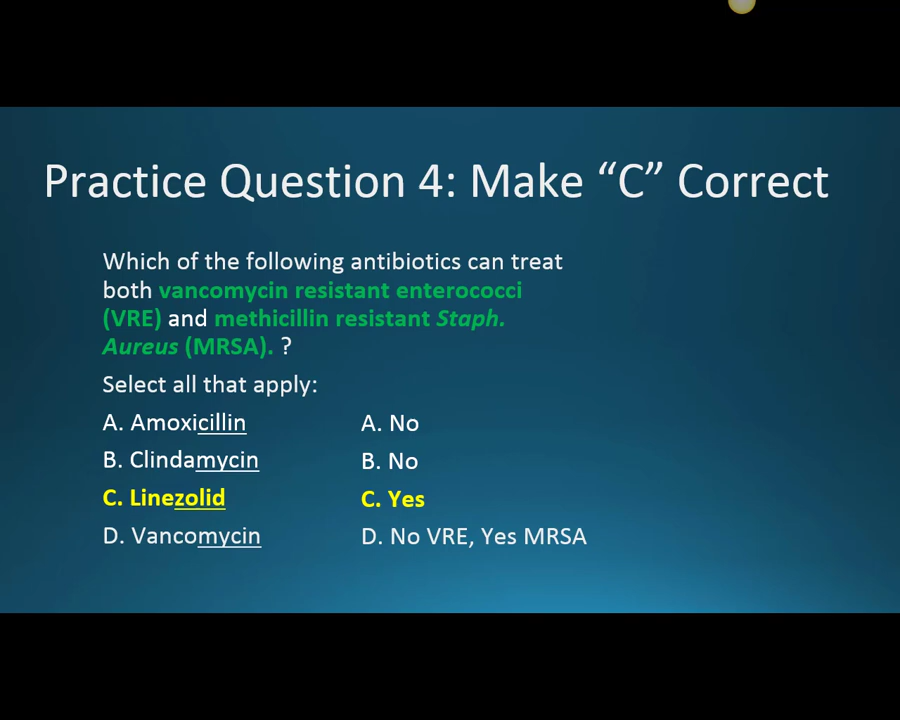 Practice Question 4: Make “C” Correct
Which of the following antibiotics can treat
both vancomycin resistant enterococci
(VRE) and methicillin resistant Staph.
Aureus (MRSA). ?
Select all that apply:
A. Amoxicillin A. No
B. Clindamycin B. No
C. Linezolid C. Yes
D. Vancomycin D. No VRE, Yes MRSA